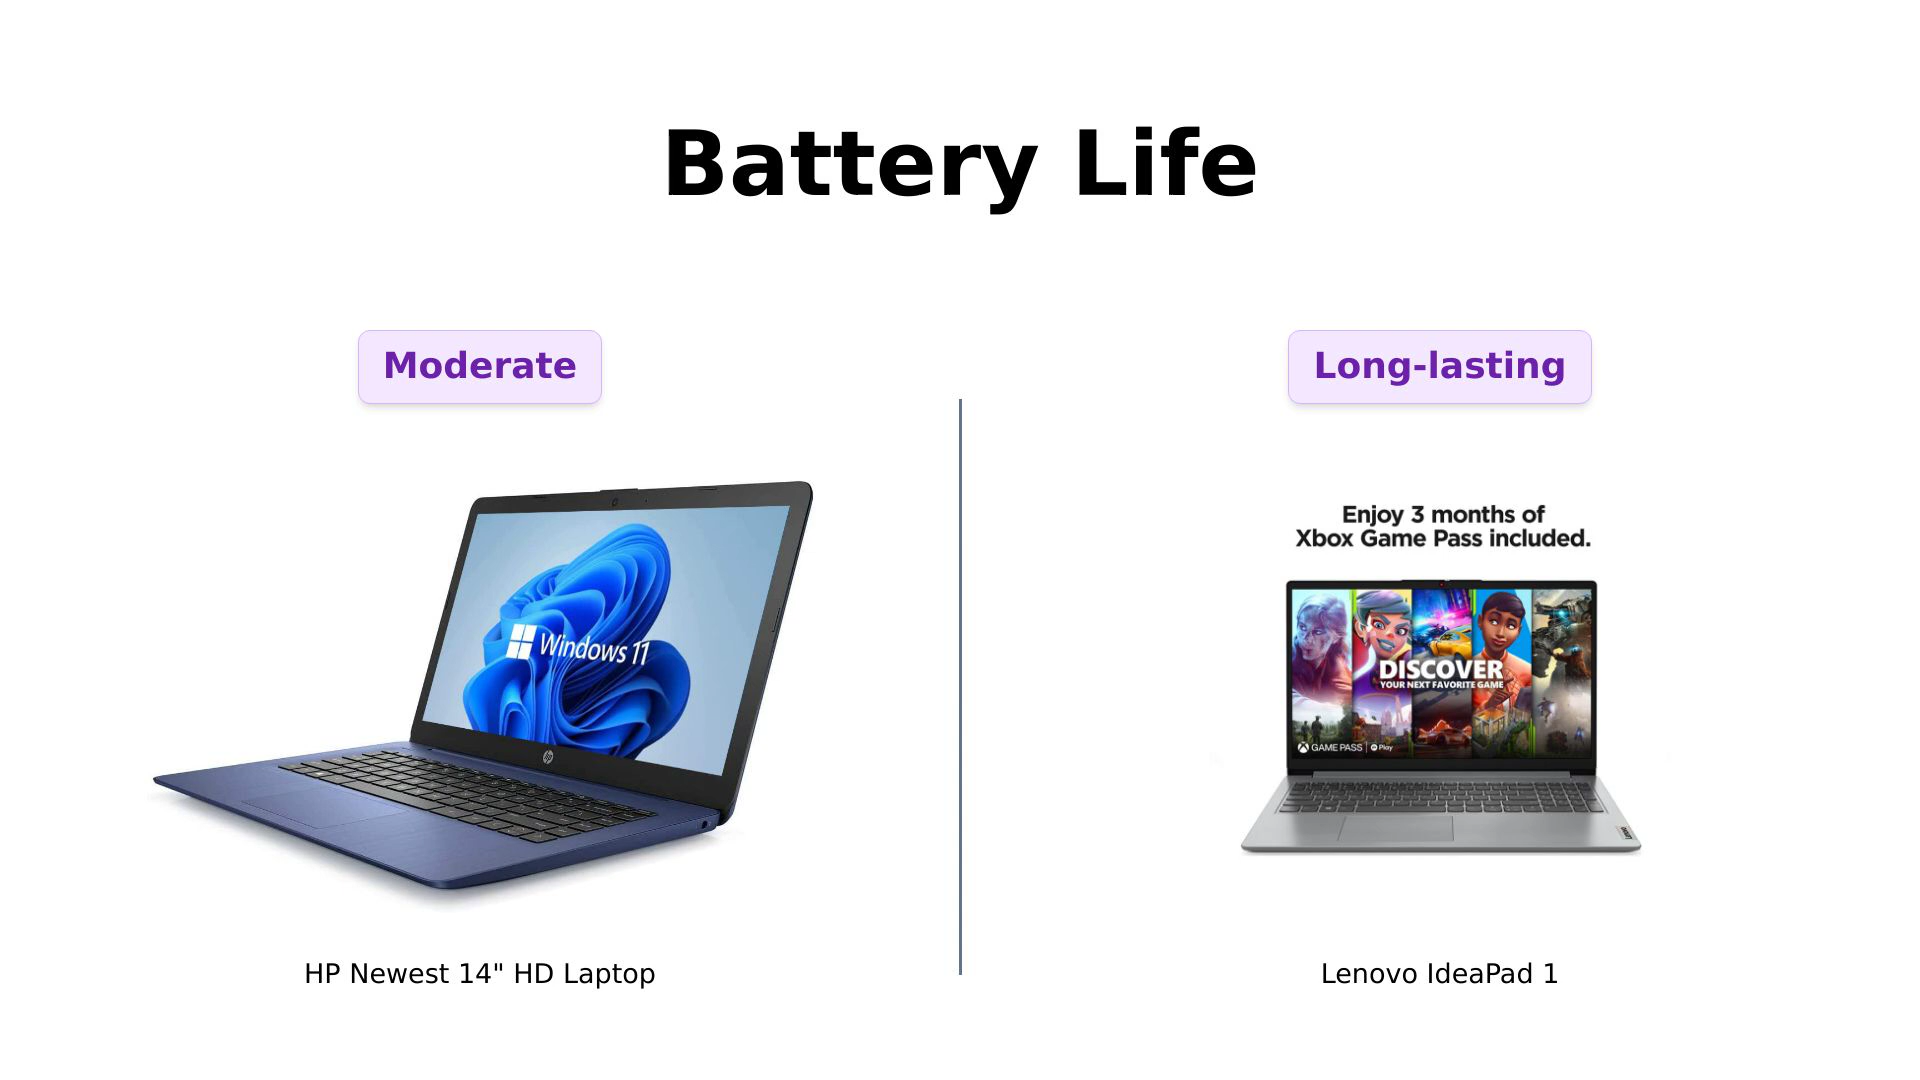 Battery Life
Moderate
Long-lasting
Windows 11
Enjoy 3 months of
Xbox Game Pass included.
DISCOVER
YOUR NEXT FAVORITE GAME
GAME PASS
Play
Lenovo
HP Newest 14" HD Laptop
Lenovo IdeaPad 1